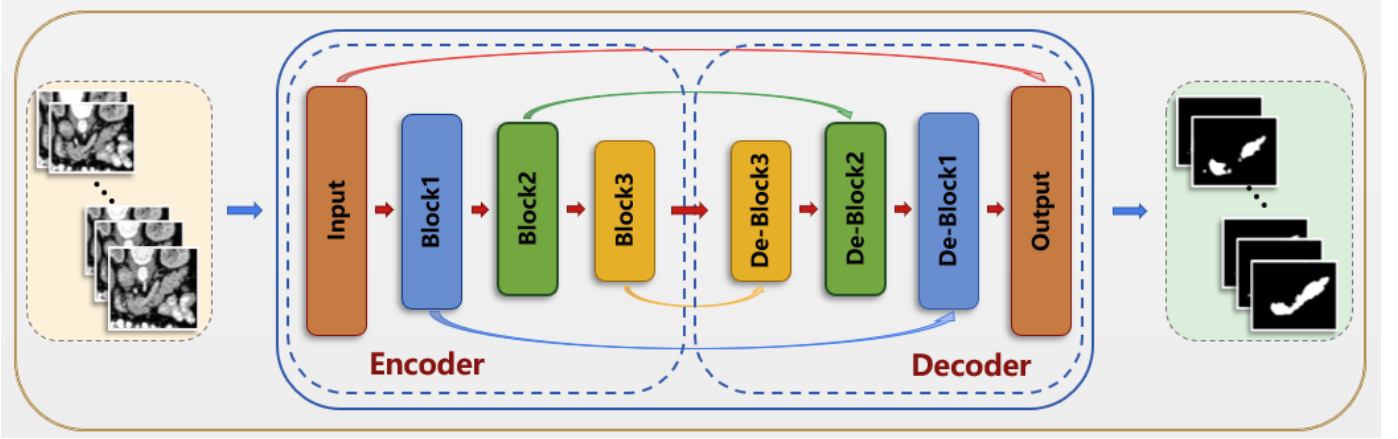 Input
Block1
Block2
Block3
De-Block3
De-Block2
De-Block1
Output
Encoder
Decoder